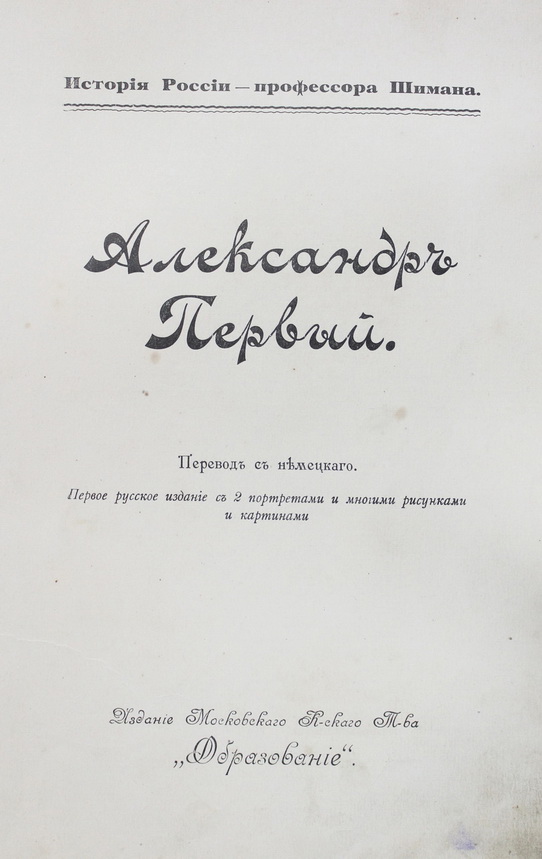 Исторія Россіи — профессора Шимана.
Александръ
Первый.
Переводъ съ нѣмецкаго.
Первое русское изданіе съ 2 портретами и многими рисунками
и картинами
Изданіе Московскаго К-скаго Т-ва
„Образованіе“.